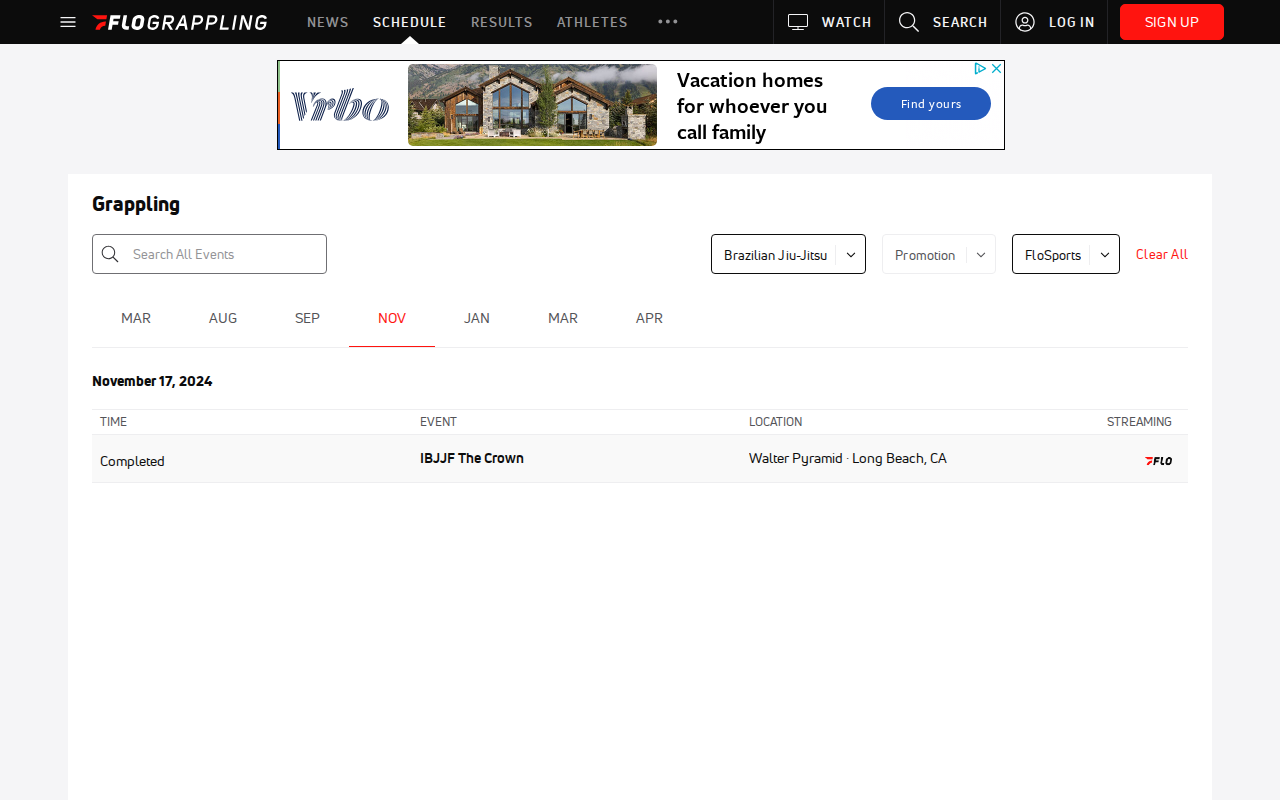 FLOGRAPPLING NEWS SCHEDULE RESULTS ATHLETES WATCH SEARCH LOG IN SIGN UP
Vrbo
Vacation homes
for whoever you
call family
Find yours
Grappling
Search All Events
Brazilian Jiu-Jitsu
Promotion
FloSports
Clear All
MAR AUG SEP NOV JAN MAR APR
November 17, 2024
TIME EVENT LOCATION STREAMING
Completed IBJJF The Crown Walter Pyramid · Long Beach, CA FLO